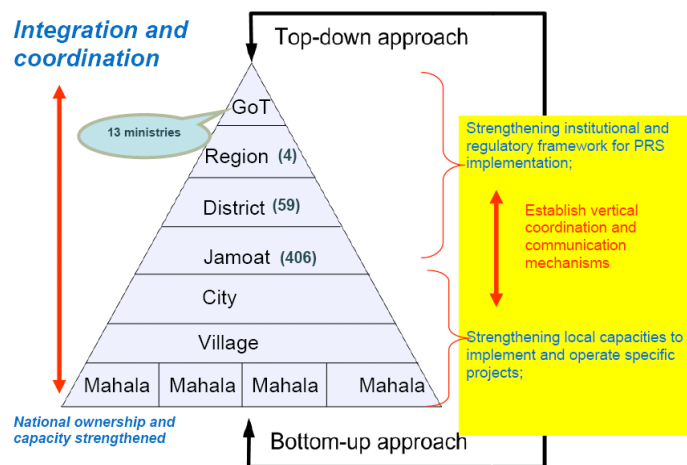 Integration and
coordination
Top-down approach
GoT
13 ministries
Region (4)
District (59)
Jamoat (406)
City
Village
Mahala Mahala Mahala Mahala
Strengthening institutional and
regulatory framework for PRS
implementation;
Establish vertical
coordination and
communication
mechanisms
Strengthening local capacities to
implement and operate specific
projects;
National ownership and
capacity strengthened
Bottom-up approach